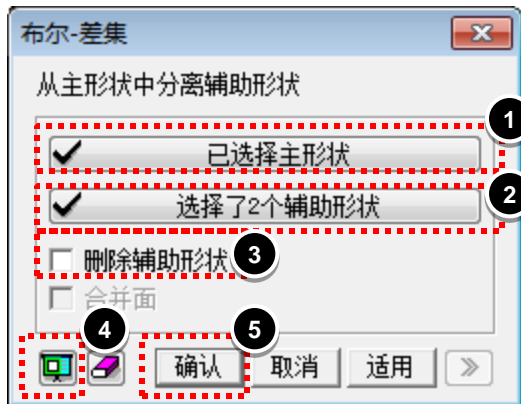 布尔-差集
从主形状中分离辅助形状
1
已选择主形状
2
选择了2个辅助形状
删除辅助形状 3
合并面
4 5
确认 取消 适用